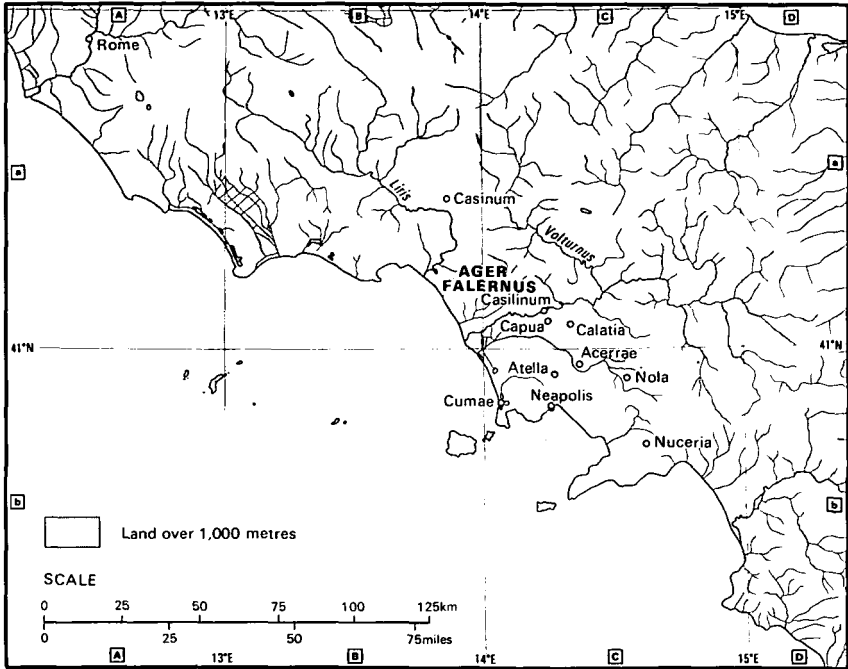 A 13°E B 14°E C 15°E D
Rome
a a
Liris
Casinum
Volturnus
AGER
FALERNUS
Casilinum
Capua Calatia
41°N 41°N
Acerrae
Atella
Nola
Cumae Neapolis
Nuceria
b b
Land over 1,000 metres
SCALE
0 25 50 75 100 125km
0 25 50 75miles
A 13°E B 14°E C 15°E D